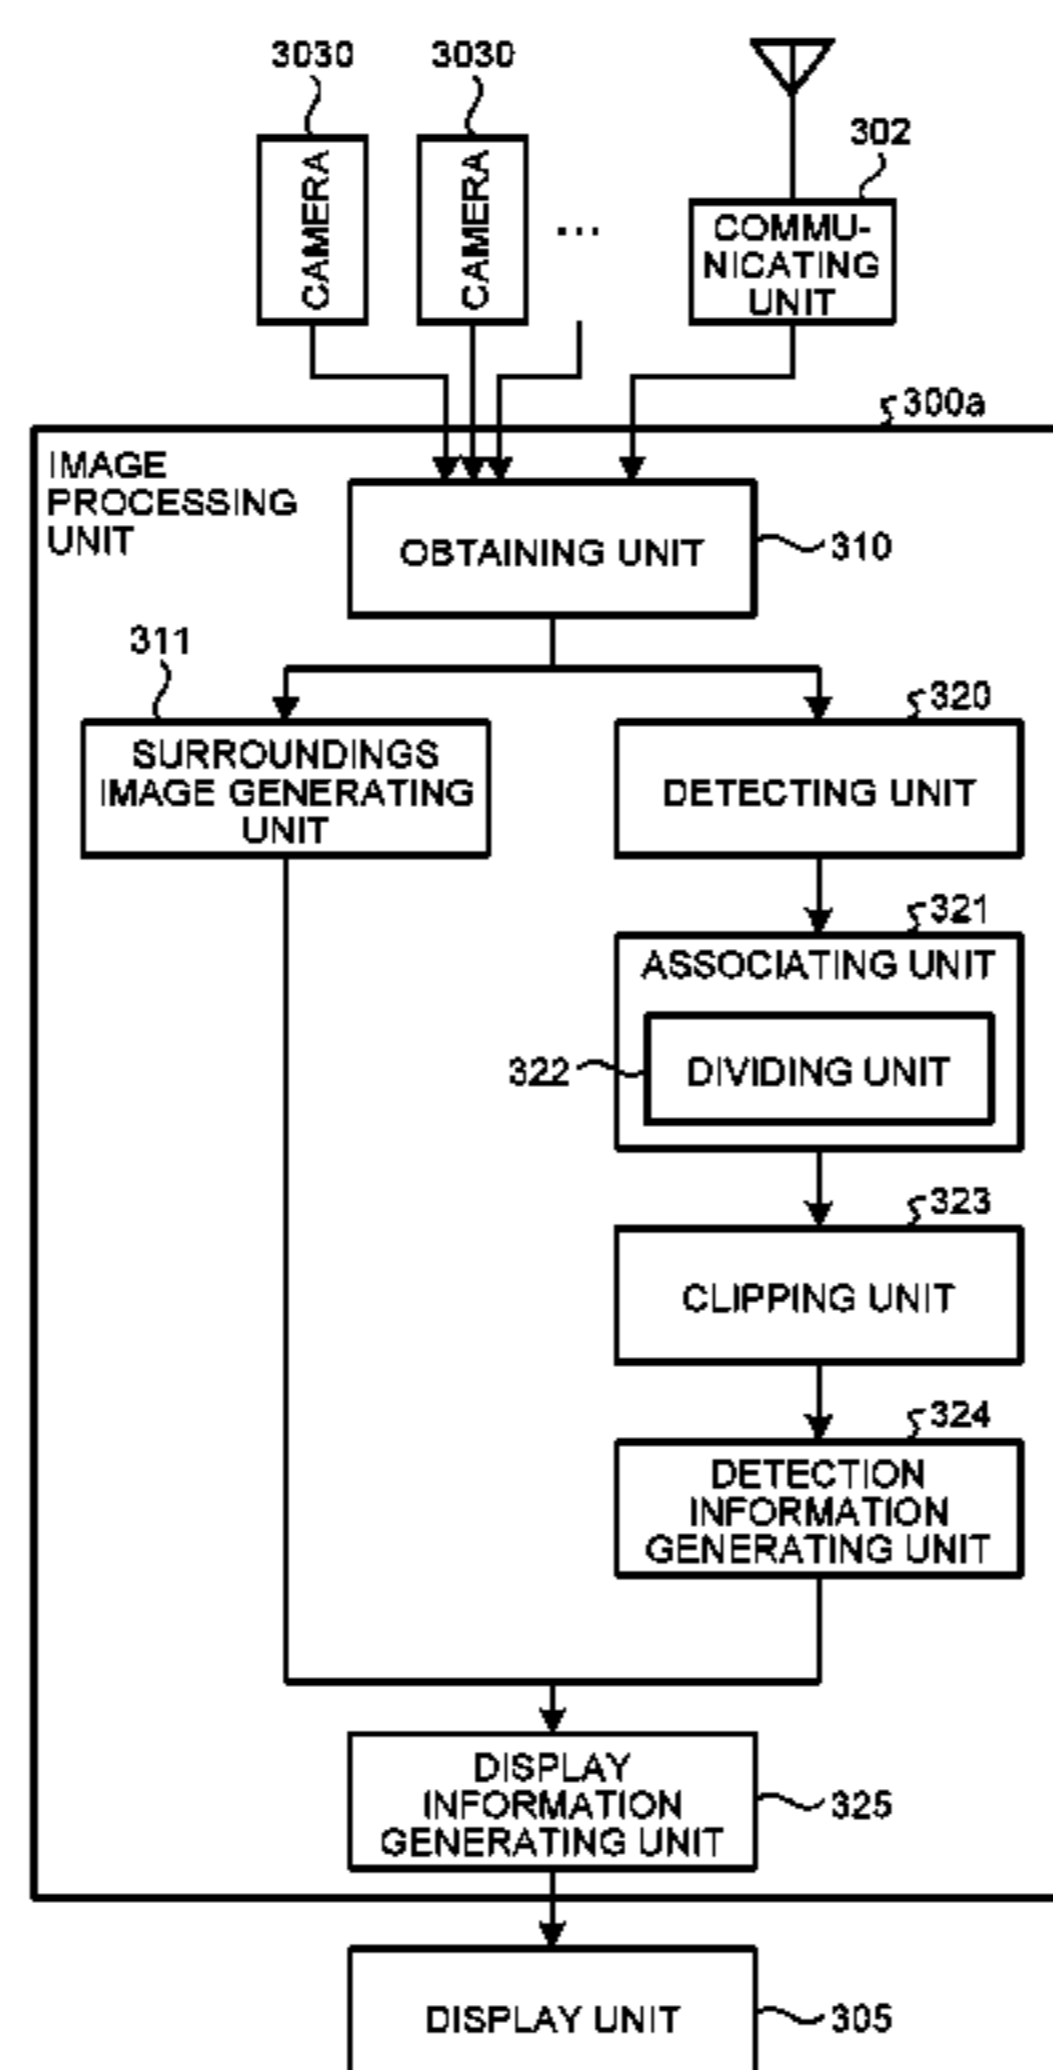 3030
3030
302
CAMERA
CAMERA
...
COMMU-
NICATING
UNIT
300a
IMAGE
PROCESSING
UNIT
OBTAINING UNIT
310
311
320
SURROUNDINGS
IMAGE GENERATING
UNIT
DETECTING UNIT
321
ASSOCIATING UNIT
322
DIVIDING UNIT
323
CLIPPING UNIT
324
DETECTION
INFORMATION
GENERATING UNIT
DISPLAY
INFORMATION
GENERATING UNIT
325
DISPLAY UNIT
305